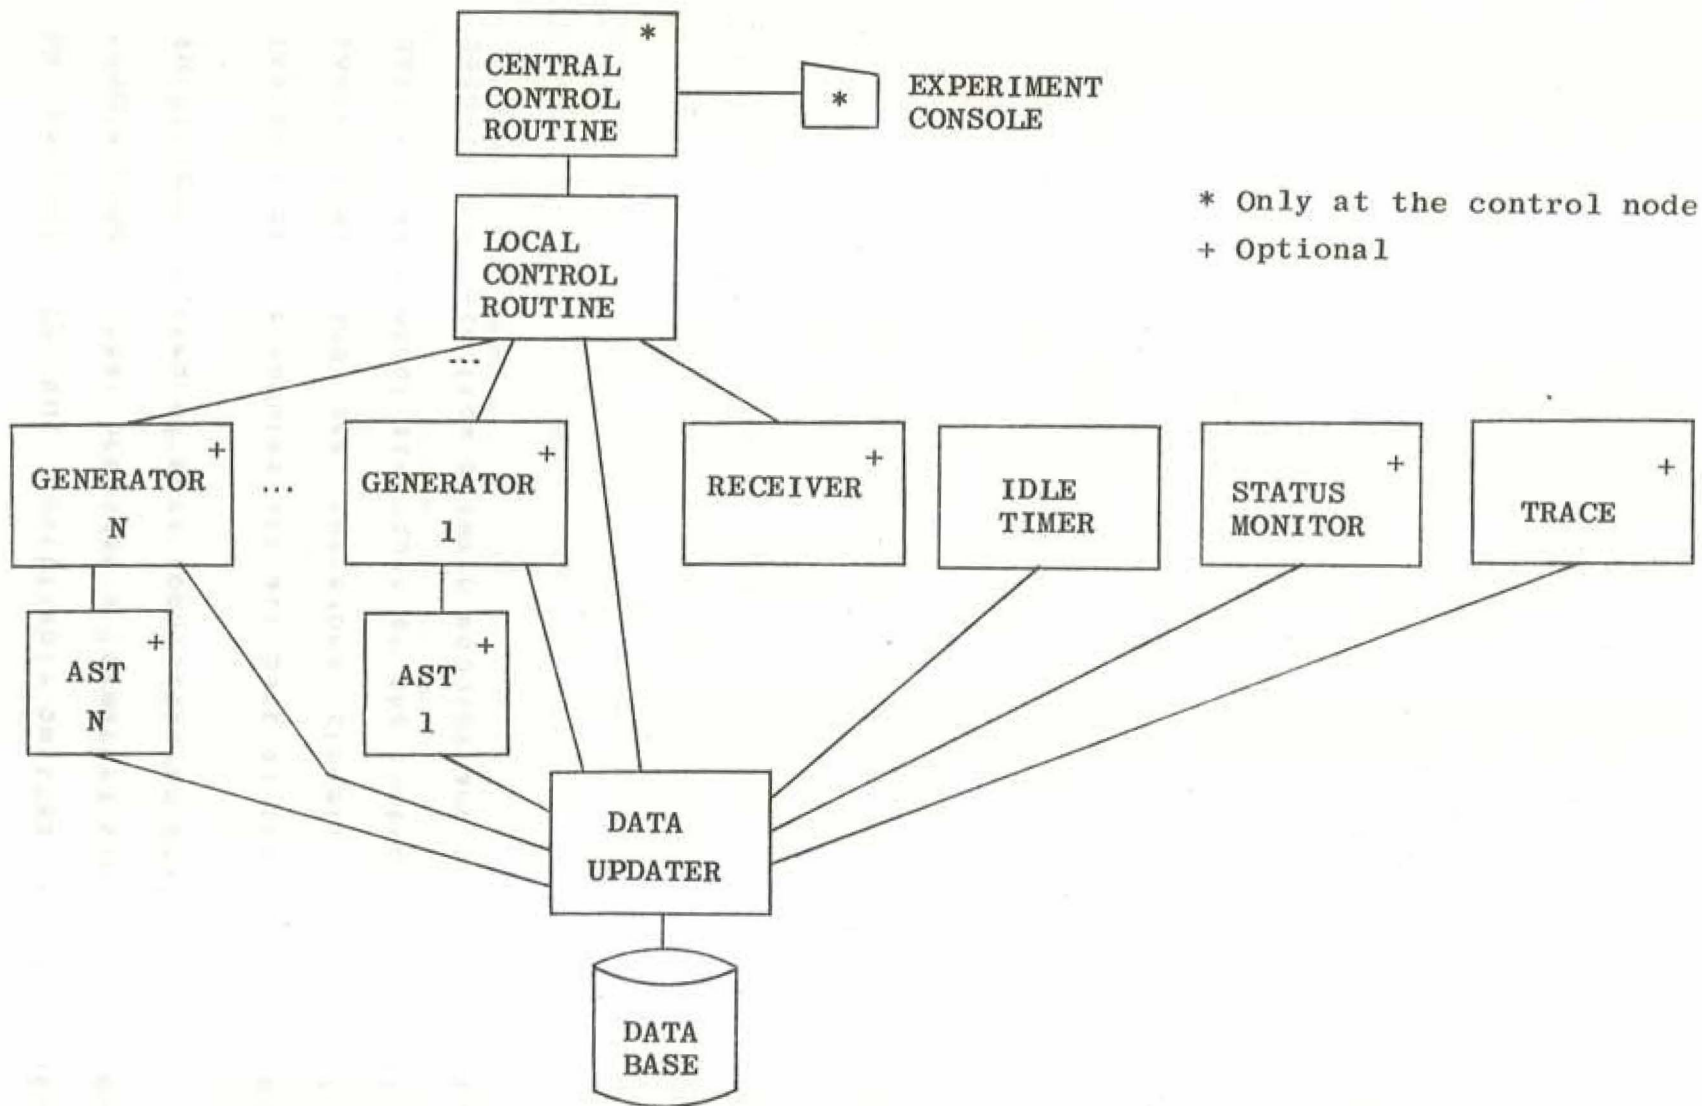 *
CENTRAL
CONTROL
ROUTINE
*
EXPERIMENT
CONSOLE
* Only at the control node
+ Optional
LOCAL
CONTROL
ROUTINE
...
+
GENERATOR
N
...
+
GENERATOR
1
+
RECEIVER
IDLE
TIMER
+
STATUS
MONITOR
+
TRACE
+
AST
N
+
AST
1
DATA
UPDATER
DATA
BASE